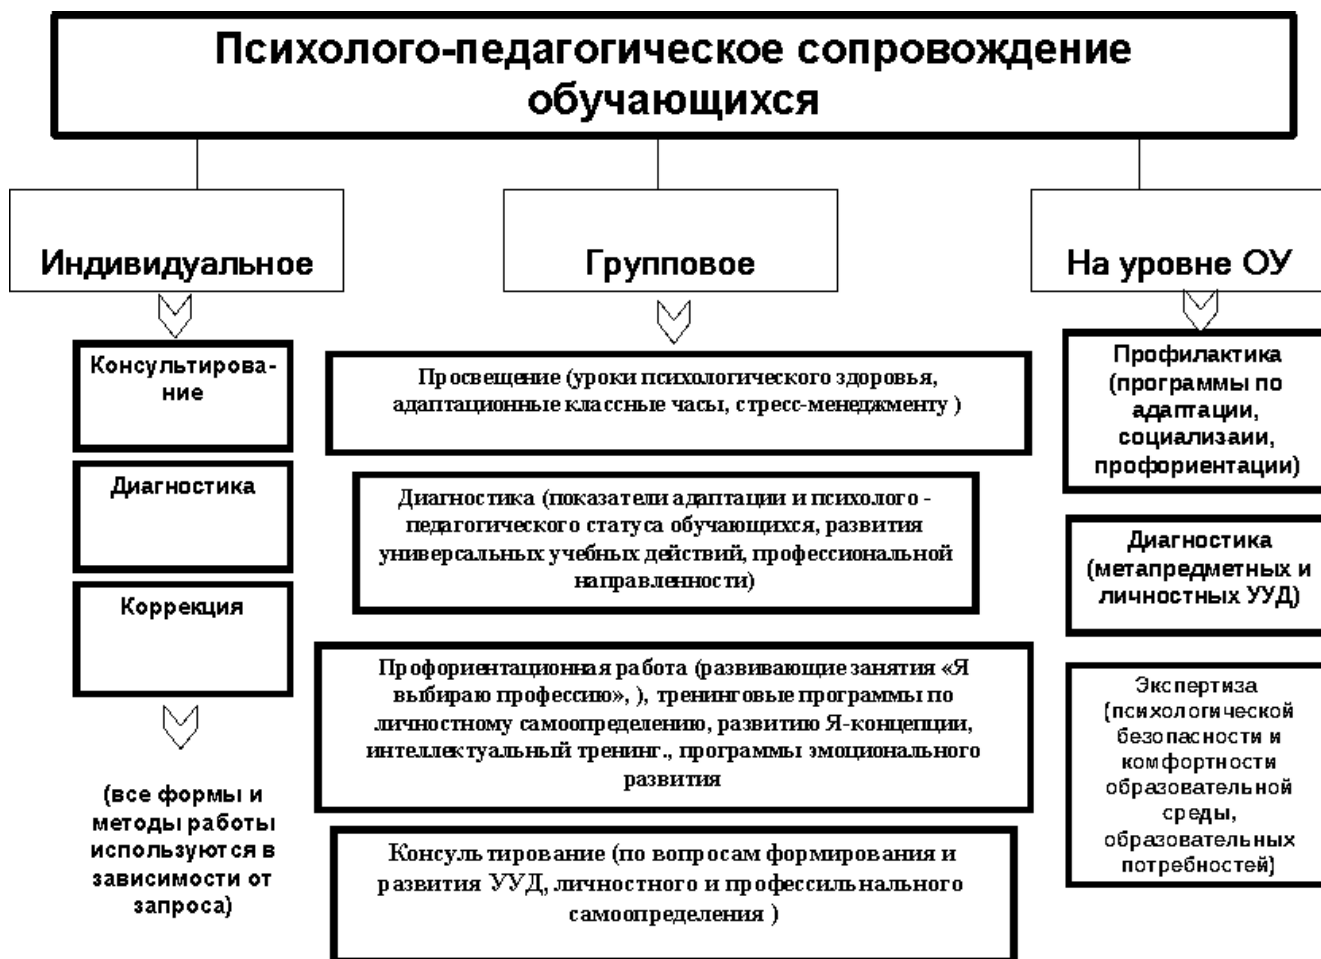 Психолого-педагогическое сопровождение
обучающихся
Индивидуальное
Групповое
На уровне ОУ
Консультирова-
ние
Диагностика
Коррекция
(все формы и
методы работы
используются в
зависимости от
запроса)
Просвещение (уроки психологического здоровья,
адаптационные классные часы, стресс-менеджменту )
Диагностика (показатели адаптации и психолого -
педагогического статуса обучающихся, развития
универсальных учебных действий, профессиональной
направленности)
Профориентационная работа (развивающие занятия «Я
выбираю профессию», ), тренинговые программы по
личностному самоопределению, развитию Я-концепции,
интеллектуальный тренинг., программы эмоционального
развития
Консультирование (по вопросам формирования и
развития УУД, личностного и профессильнального
самоопределения )
Профилактика
(программы по
адаптации,
социализаии,
профориентации)
Диагностика
(метапредметных и
личностных УУД)
Экспертиза
(психологической
безопасности и
комфортности
образовательной
среды,
образовательных
потребностей)